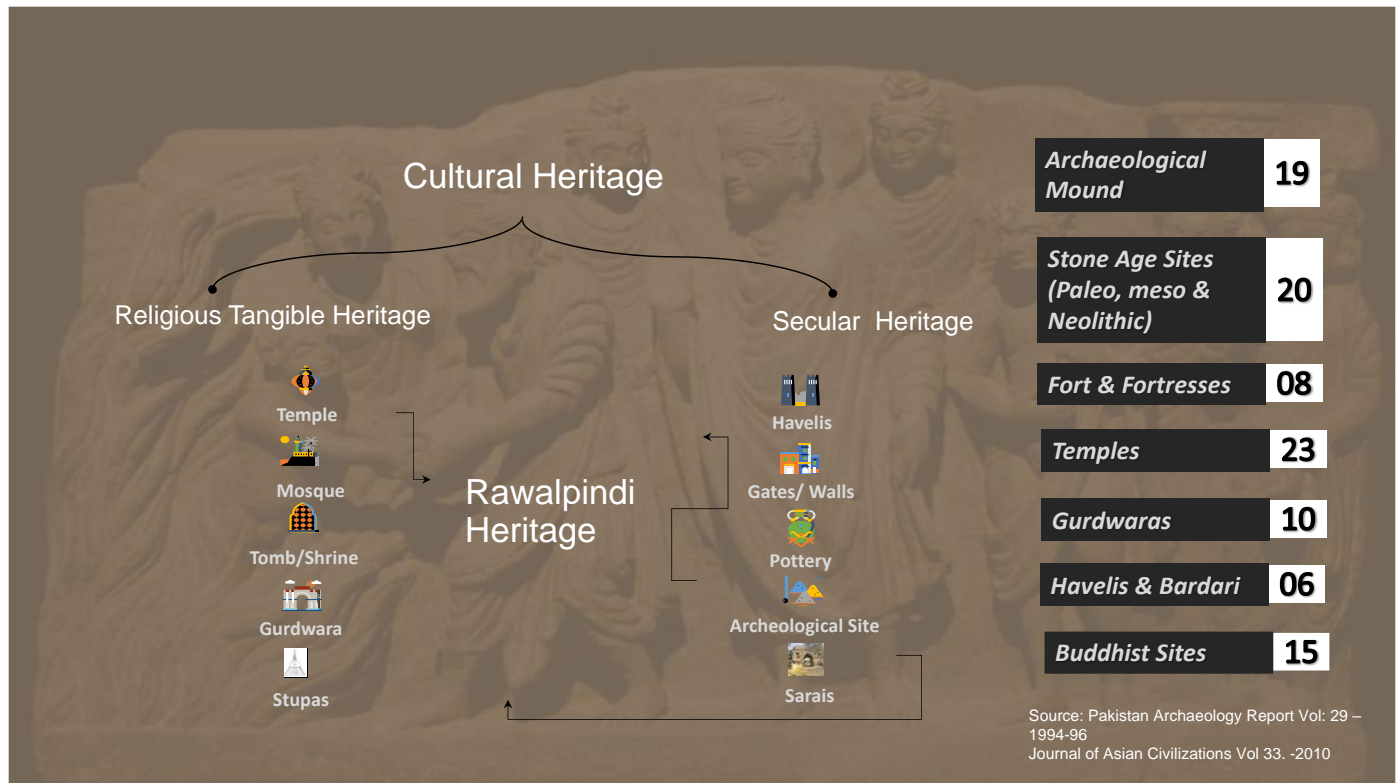 Cultural Heritage
Religious Tangible Heritage
Temple
Mosque
Tomb/Shrine
Gurdwara
Stupas
Rawalpindi
Heritage
Secular Heritage
Havelis
Gates/ Walls
Pottery
Archeological Site
Sarais
Archaeological
Mound
19
Stone Age Sites
(Paleo, meso &
Neolithic)
20
Fort & Fortresses
08
Temples
23
Gurdwaras
10
Havelis & Bardari
06
Buddhist Sites
15
Source: Pakistan Archaeology Report Vol: 29 –
1994-96
Journal of Asian Civilizations Vol 33. -2010